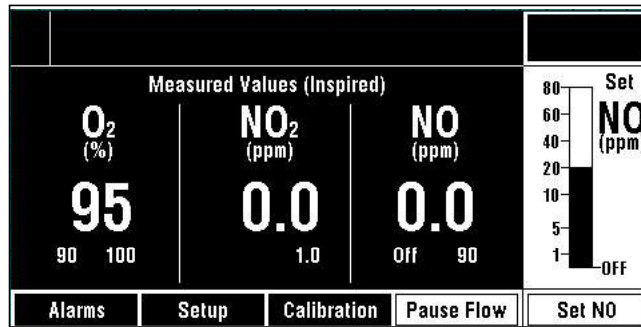 Measured Values (Inspired)
O2 NO2 NO
(%) (ppm) (ppm)
95 0.0 0.0
90 100 1.0 Off 90
Set
NO
(ppm
80
60
40
20
10
5
1
OFF
Alarms Setup Calibration Pause Flow Set NO